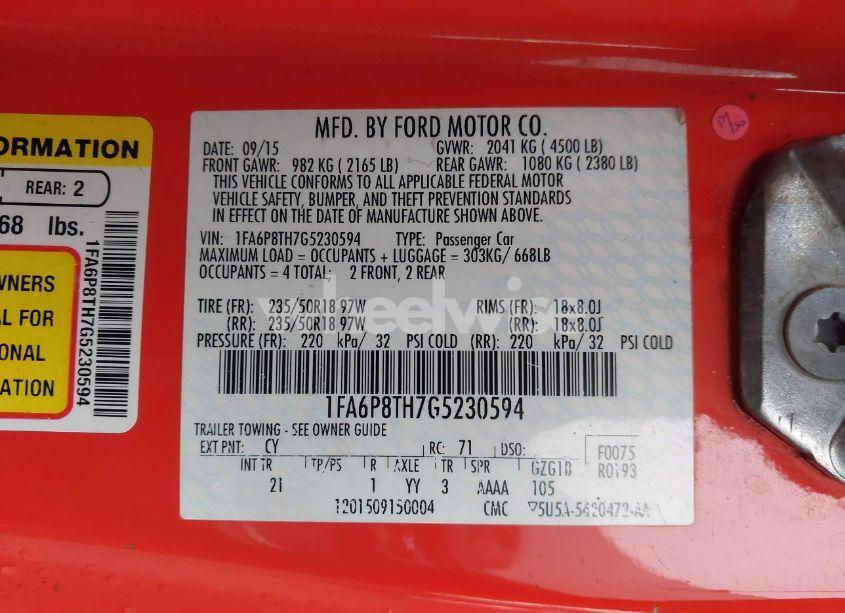 ORMATION
REAR: 2
68 lbs.
WNERS
AL FOR
ONAL
ATION
1FA6P8TH7G5230594
MFD. BY FORD MOTOR CO.
DATE: 09/15 GVWR: 2041 KG ( 4500 LB)
FRONT GAWR: 982 KG ( 2165 LB) REAR GAWR: 1080 KG ( 2380 LB)
THIS VEHICLE CONFORMS TO ALL APPLICABLE FEDERAL MOTOR
VEHICLE SAFETY, BUMPER, AND THEFT PREVENTION STANDARDS
IN EFFECT ON THE DATE OF MANUFACTURE SHOWN ABOVE.
VIN: 1FA6P8TH7G5230594 TYPE: Passenger Car
MAXIMUM LOAD = OCCUPANTS + LUGGAGE = 303KG/ 668LB
OCCUPANTS = 4 TOTAL: 2 FRONT, 2 REAR
TIRE (FR): 235/50R18 97W RIMS (FR): 18x8.0J
(RR): 235/50R18 97W (RR): 18x8.0J
PRESSURE (FR): 220 kPa/ 32 PSI COLD (RR): 220 kPa/ 32 PSI COLD
1FA6P8TH7G5230594
TRAILER TOWING - SEE OWNER GUIDE
EXT PNT: CY RC: 71 DSO: F0075
INT TR TP/PS R AXLE TR SPR GZG1B R0193
21 1 YY 3 AAAA 105
1201509150004 CMC